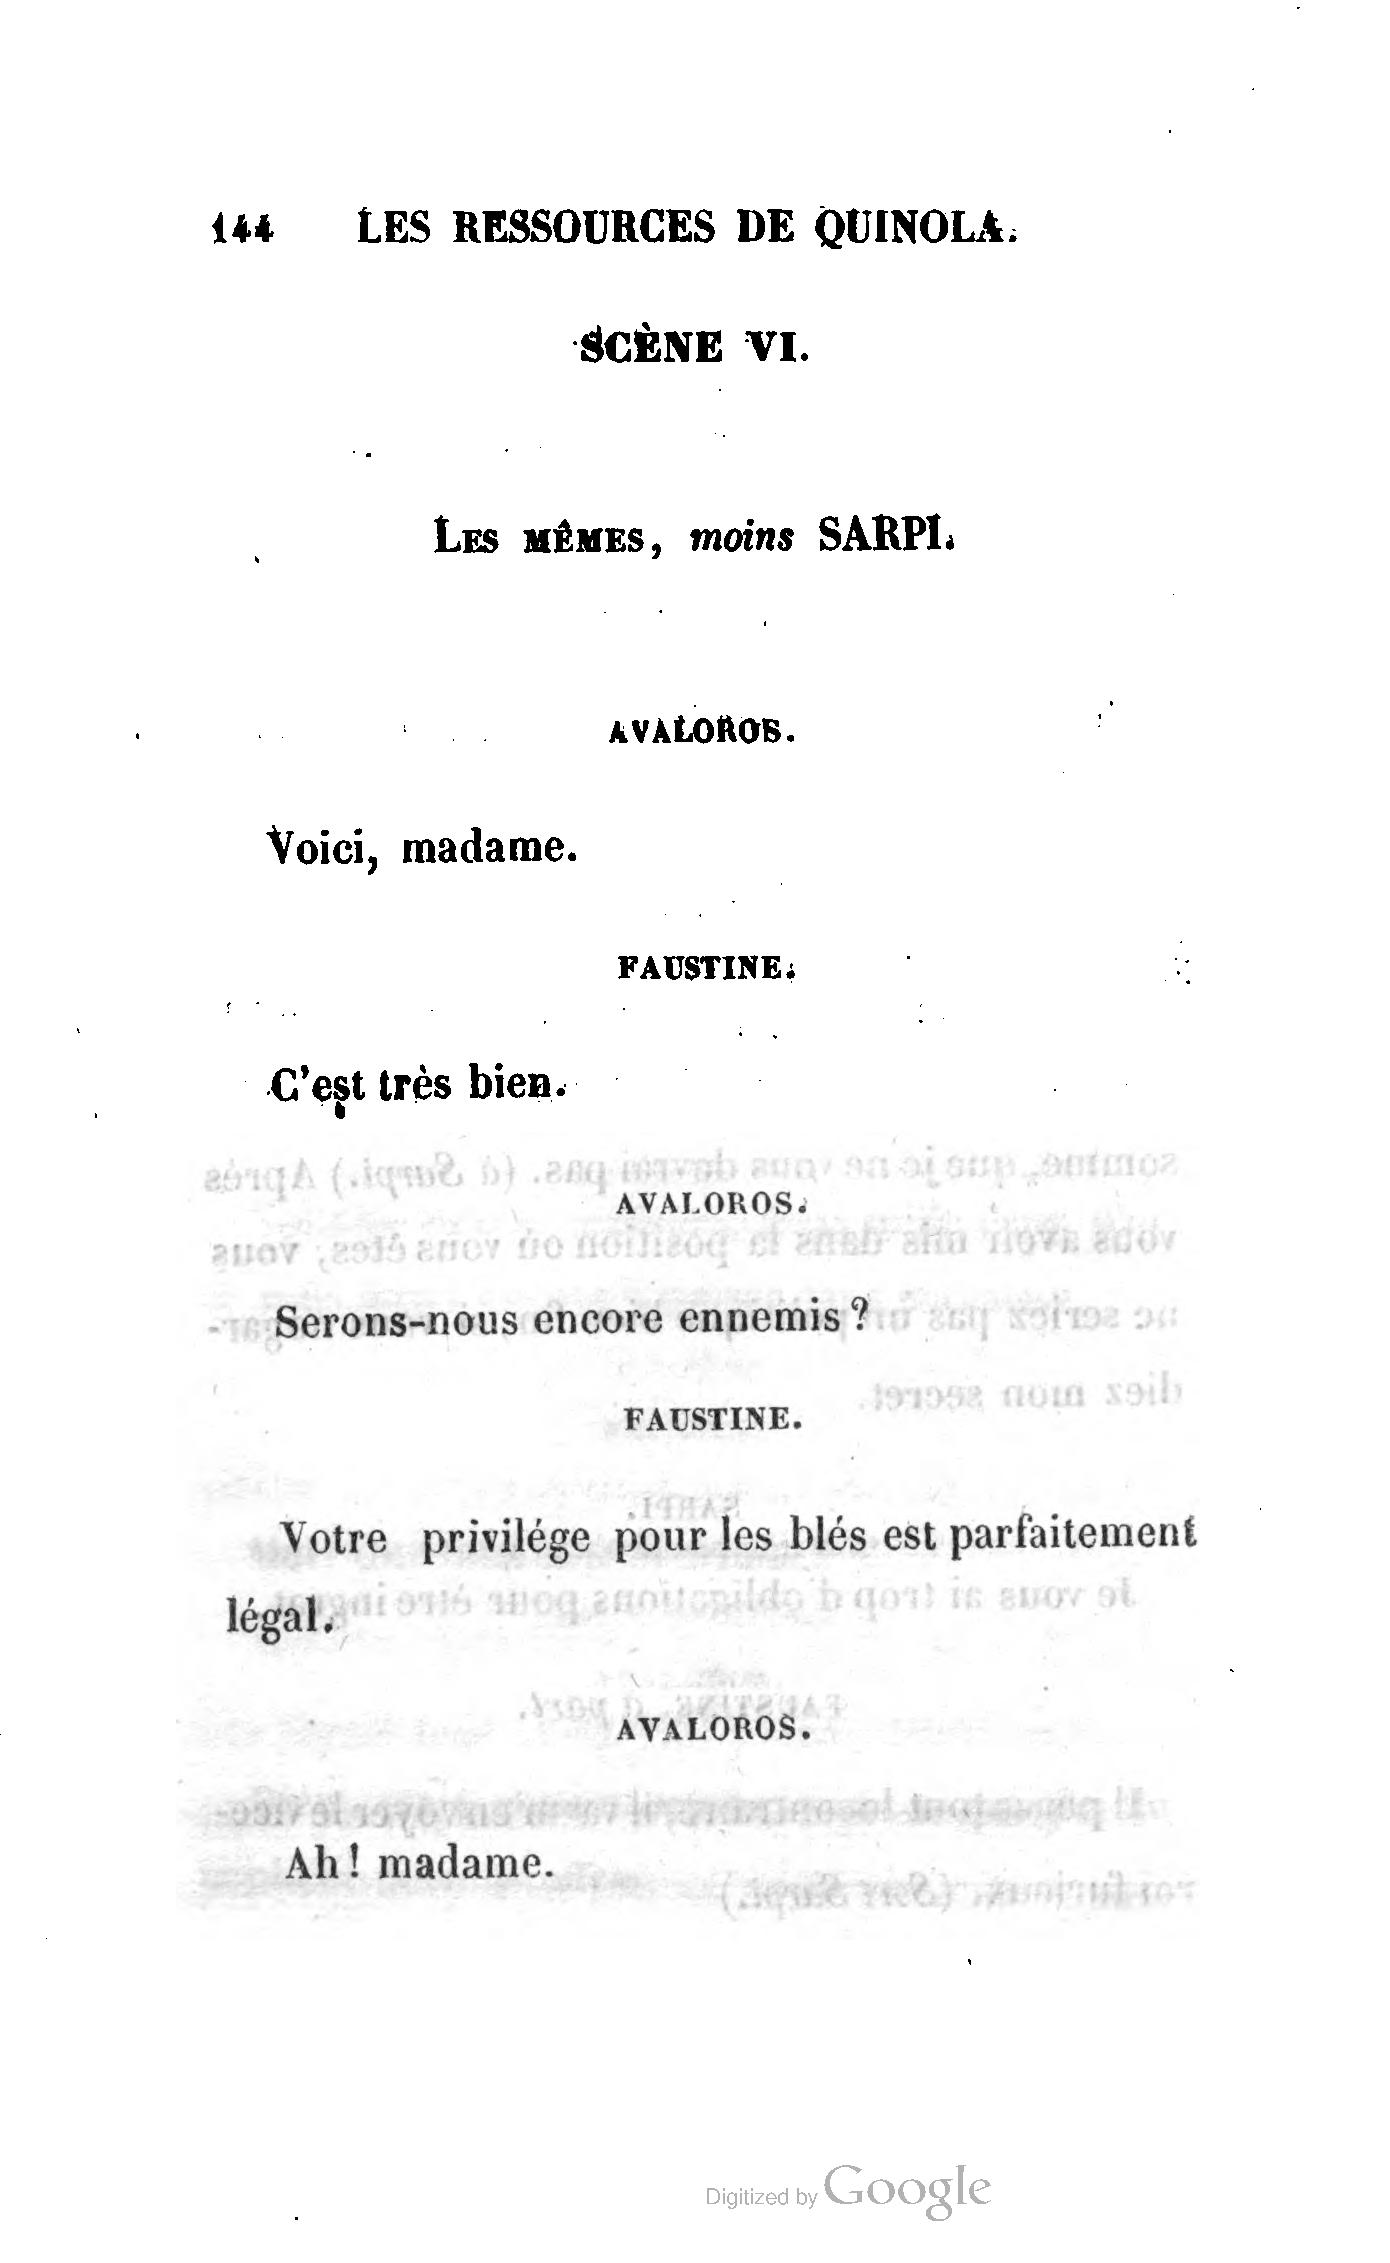 144 LES RESSOURCES DE QUINOLA.
SCÈNE VI.
LES MÊMES, moins SARPI.
AVALOROS.
Voici, madame.
FAUSTINE.
C'est très bien.
AVALOROS.
Serons-nous encore ennemis ?
FAUSTINE.
Votre privilége pour les blés est parfaitement
légal.
AVALOROS.
Ah ! madame.
Digitized by Google